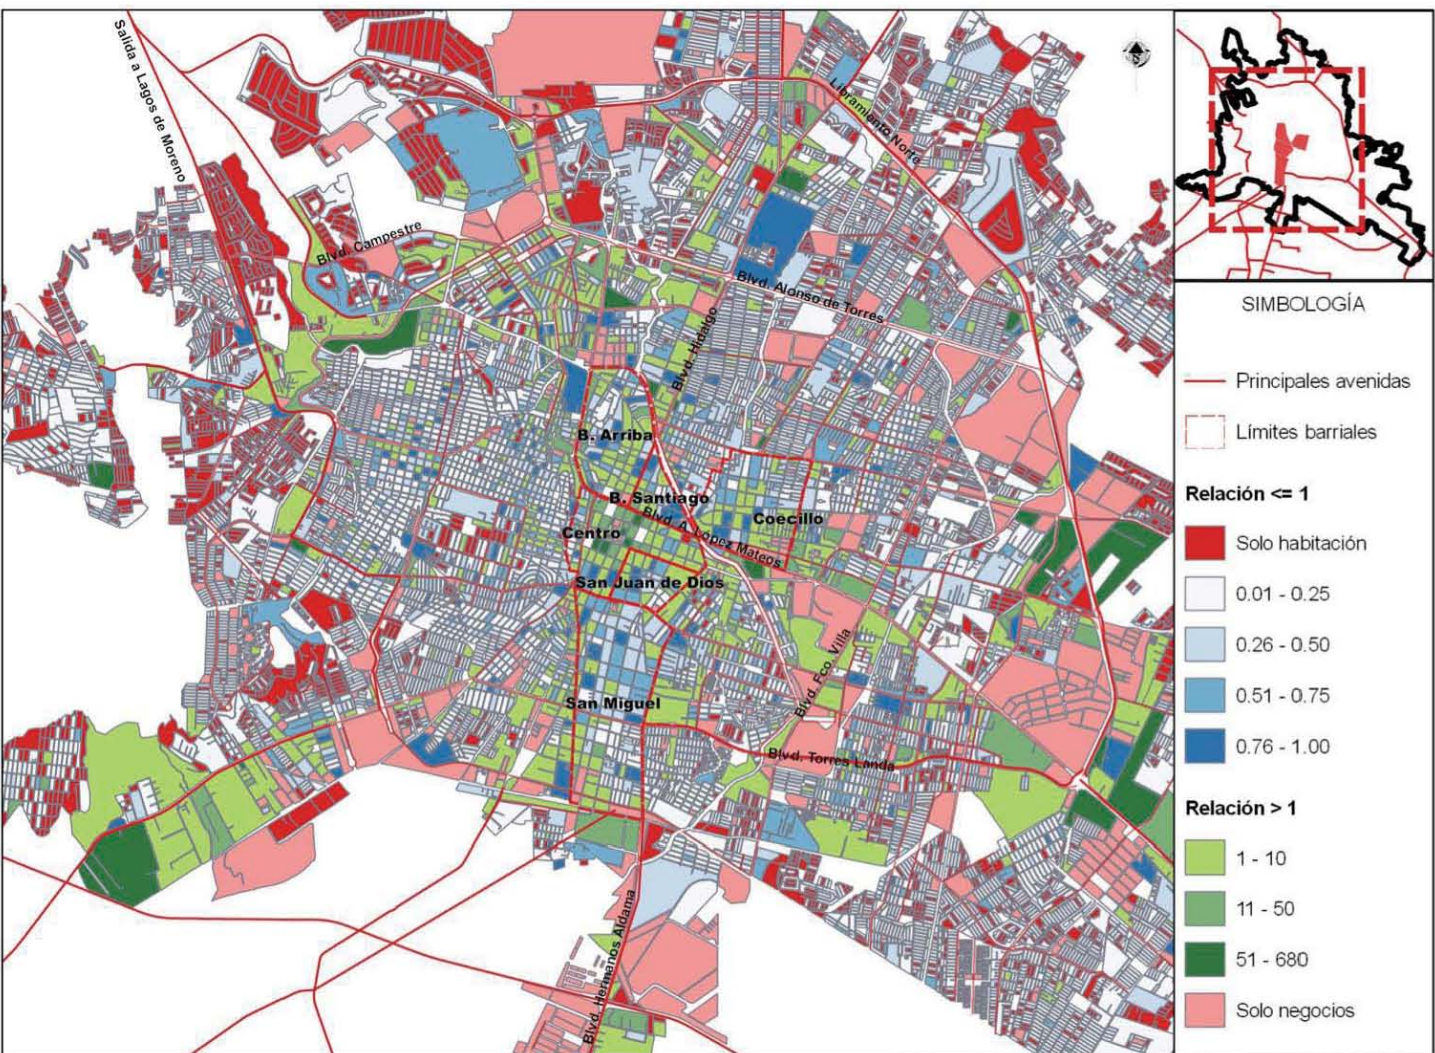 Salida a Lagos de Moreno
Libramiento Norte
Blvd. Campestre
Blvd. Alonso de Torres
Blvd. Hidalgo
B. Arriba
B. Santiago
Blvd. A. López Mateos
Coecillo
Centro
San Juan de Dios
Blvd. Fco. Villa
San Miguel
Blvd. Torres Landa
Blvd. Hermanos Aldama
SIMBOLOGÍA
Principales avenidas
Límites barriales
Relación <= 1
Solo habitación
0.01 - 0.25
0.26 - 0.50
0.51 - 0.75
0.76 - 1.00
Relación > 1
1 - 10
11 - 50
51 - 680
Solo negocios